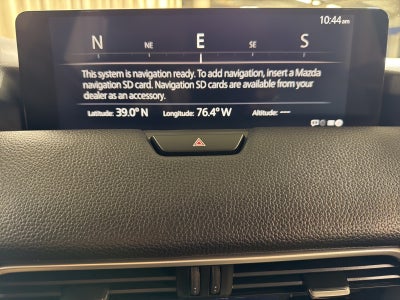 10:44 am
N NE E SE S
This system is navigation ready. To add navigation, insert a Mazda
navigation SD card. Navigation SD cards are available from your
dealer as an accessory.
Latitude: 39.0° N Longitude: 76.4° W Altitude: ----